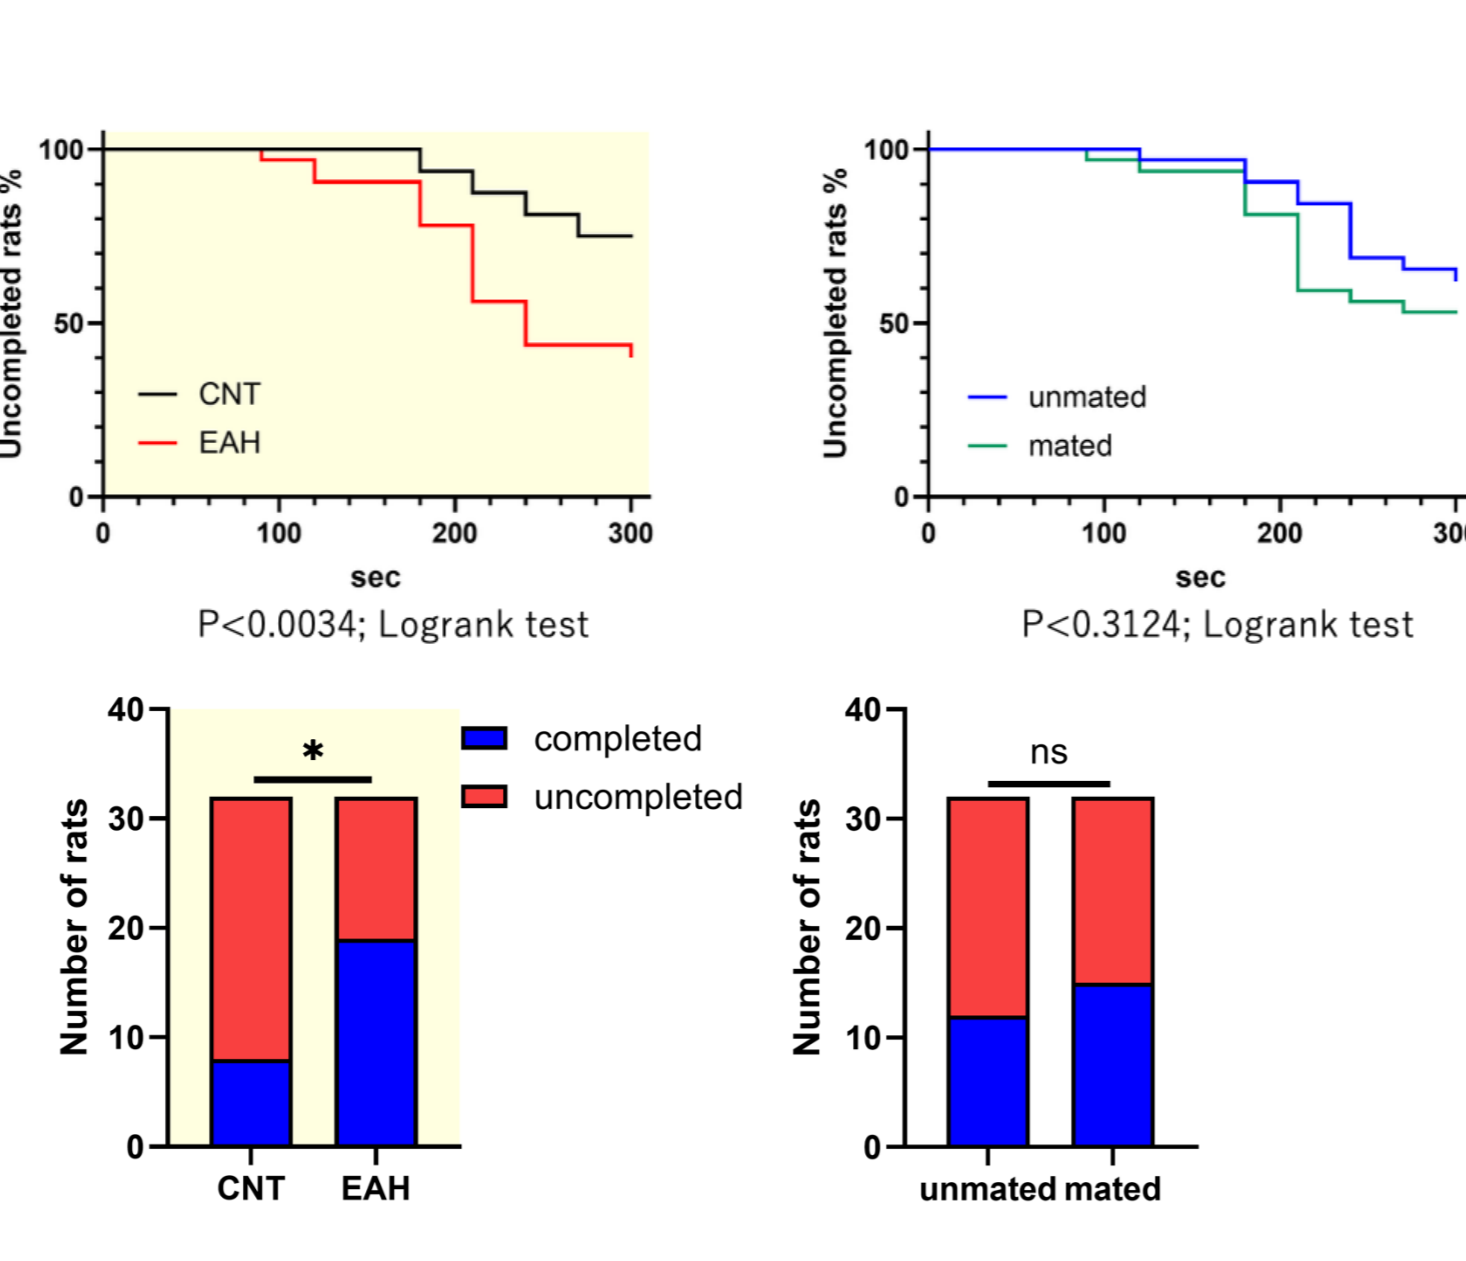 Uncompleted rats %
100
50
0
0 100 200 300
sec
CNT
EAH
P<0.0034; Logrank test
Uncompleted rats %
100
50
0
0 100 200 30
sec
unmated
mated
P<0.3124; Logrank test
Number of rats
40
30
20
10
0
*
CNT EAH
completed
uncompleted
Number of rats
40
30
20
10
0
ns
unmated mated